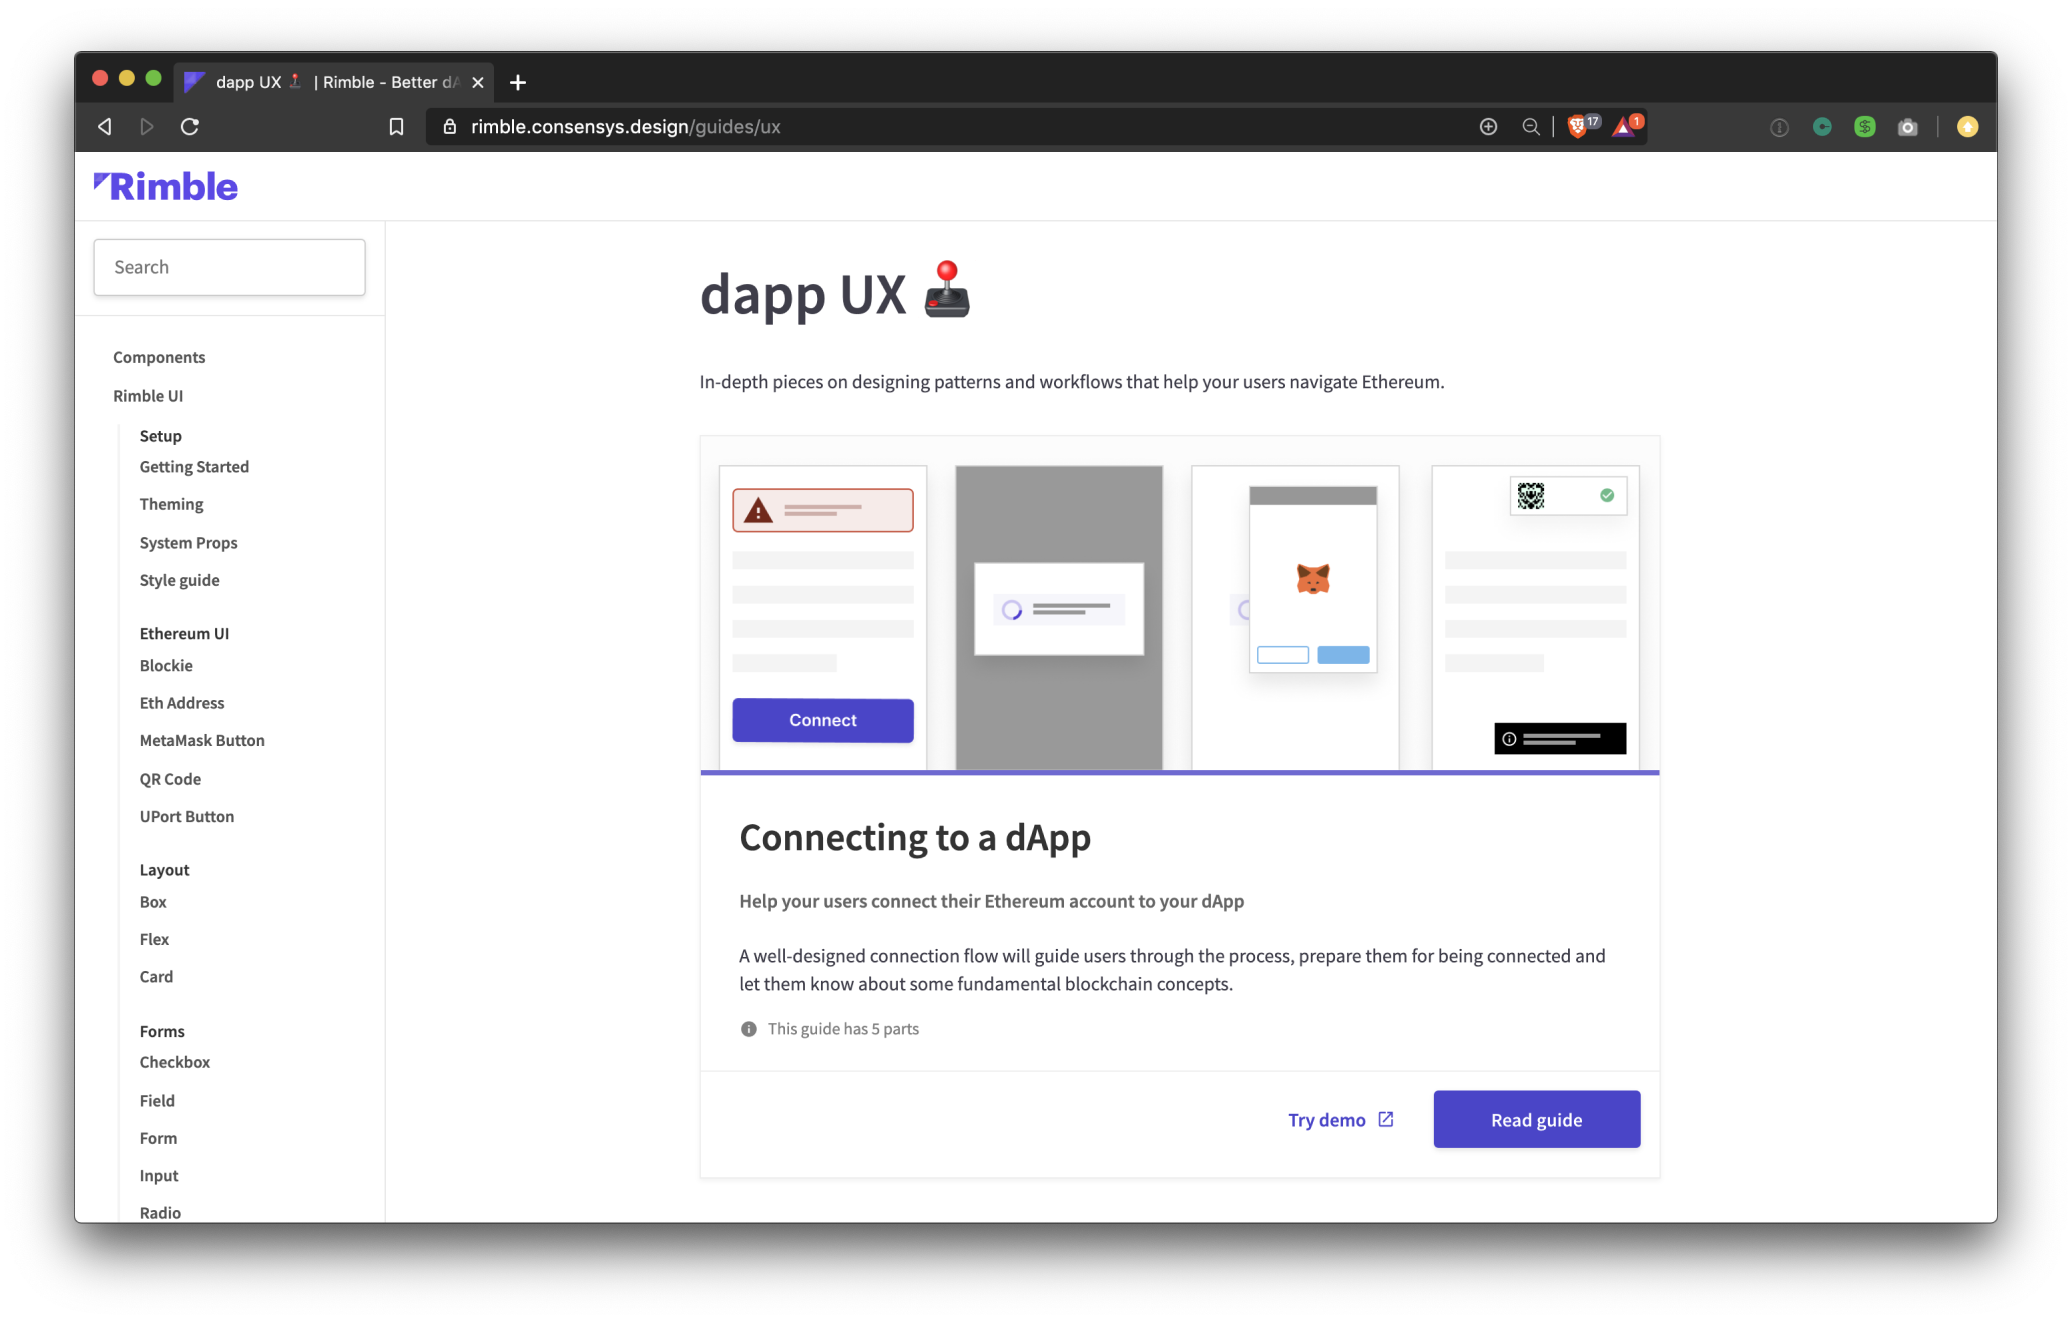 dapp UX 🕹 | Rimble - Better dA
rimble.consensys.design/guides/ux
17
1
Rimble
Search
Components
Rimble UI
Setup
Getting Started
Theming
System Props
Style guide
Ethereum UI
Blockie
Eth Address
MetaMask Button
QR Code
UPort Button
Layout
Box
Flex
Card
Forms
Checkbox
Field
Form
Input
Radio
dapp UX 🕹
In-depth pieces on designing patterns and workflows that help your users navigate Ethereum.
Connect
Connecting to a dApp
Help your users connect their Ethereum account to your dApp
A well-designed connection flow will guide users through the process, prepare them for being connected and
let them know about some fundamental blockchain concepts.
This guide has 5 parts
Try demo
Read guide